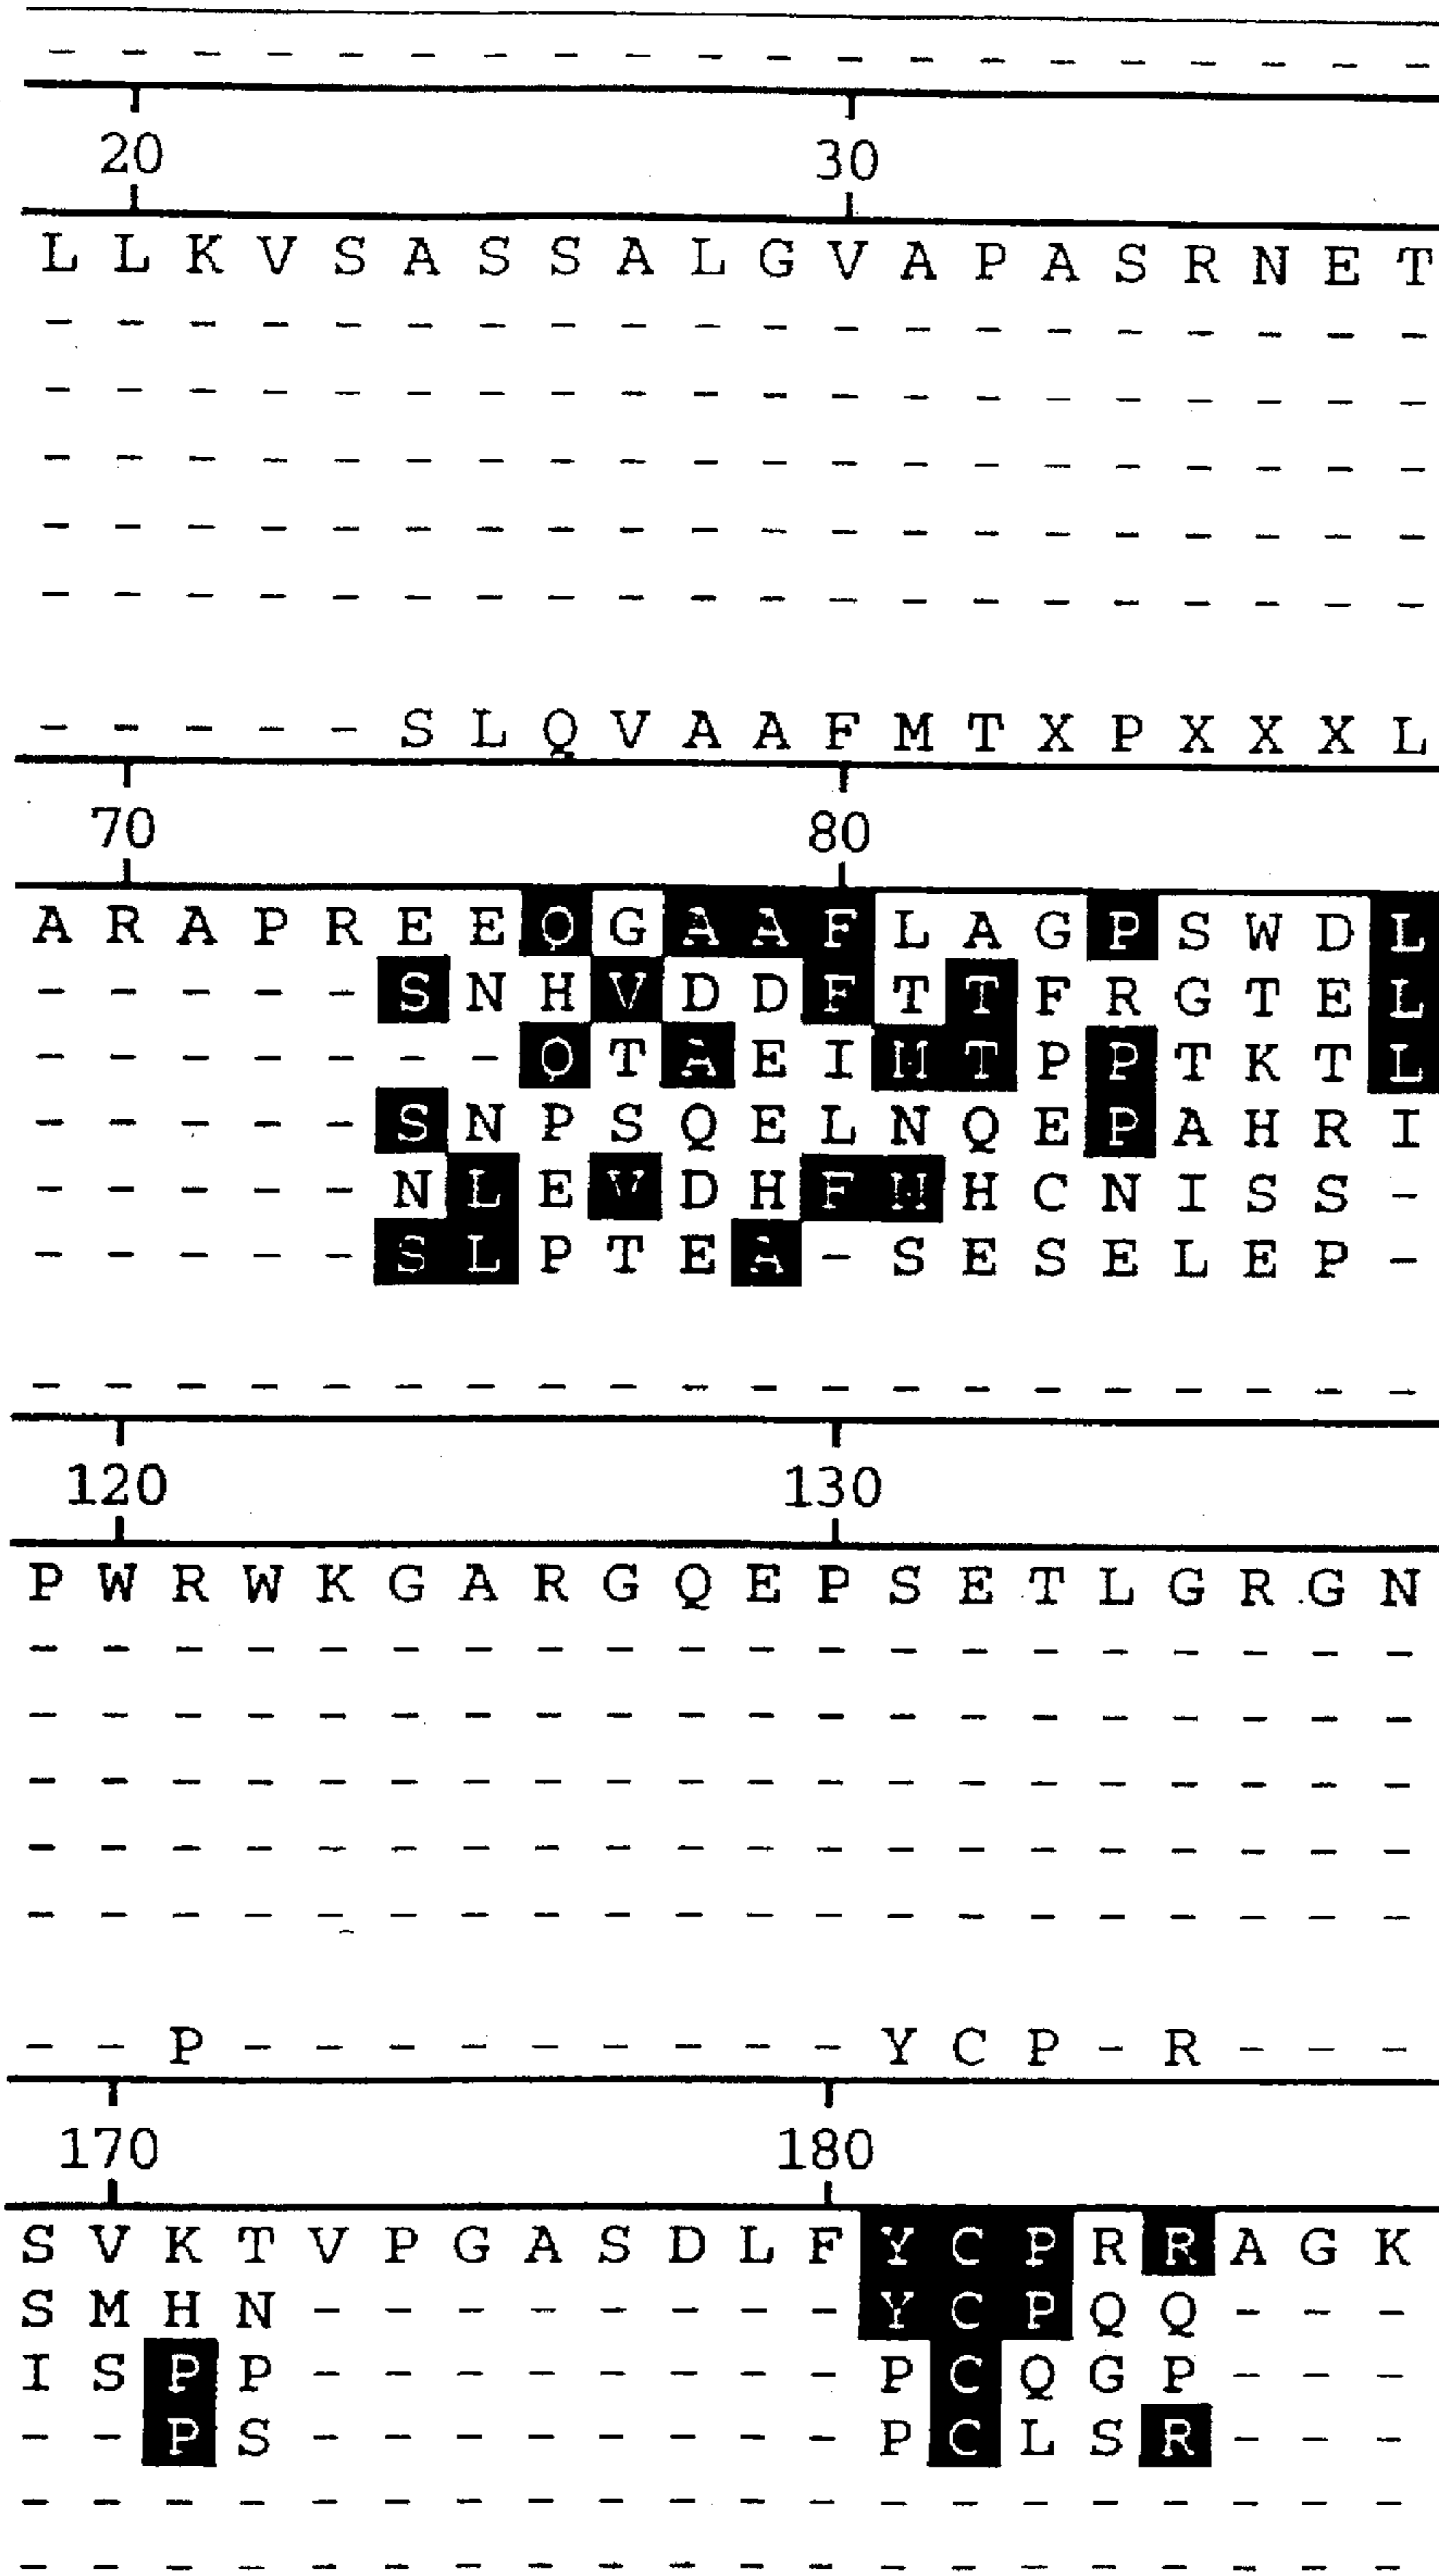 - - - - - - - - - - - - - - - - - - - -
20 30
L L K V S A S S A L G V A P A S R N E T
- - - - - - - - - - - - - - - - - - - -
- - - - - - - - - - - - - - - - - - - -
- - - - - - - - - - - - - - - - - - - -
- - - - - - - - - - - - - - - - - - - -
- - - - - - - - - - - - - - - - - - - -
- - - - - S L Q V A A F M T X P X X X L
70 80
A R A P R E E Q G A A F L A G P S W D L
- - - - - S N H V D D F T T F R G T E L
- - - - - - - Q T A E I M T P P T K T L
- - - - - S N P S Q E L N Q E P A H R I
- - - - - N L E V D H F M H C N I S S -
- - - - - S L P T E A - S E S E L E P -
- - - - - - - - - - - - - - - - - - - -
120 130
P W R W K G A R G Q E P S E T L G R G N
- - - - - - - - - - - - - - - - - - - -
- - - - - - - - - - - - - - - - - - - -
- - - - - - - - - - - - - - - - - - - -
- - - - - - - - - - - - - - - - - - - -
- - - - - - - - - - - - - - - - - - - -
- - P - - - - - - - - - Y C P - R - - -
170 180
S V K T V P G A S D L F Y C P R R A G K
S M H N - - - - - - - - Y C P Q Q - - -
I S P P - - - - - - - - P C Q G P - - -
- - P S - - - - - - - - P C L S R - - -
- - - - - - - - - - - - - - - - - - - -
- - - - - - - - - - - - - - - - - - - -